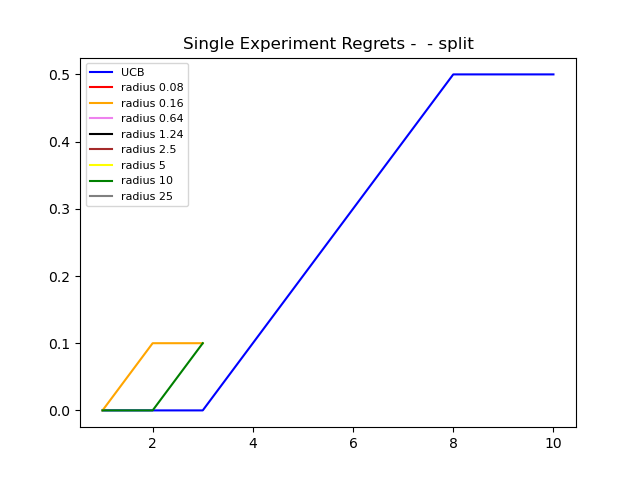 Single Experiment Regrets -  - split
UCB
radius 0.08
radius 0.16
radius 0.64
radius 1.24
radius 2.5
radius 5
radius 10
radius 25
0.5
0.4
0.3
0.2
0.1
0.0
2 4 6 8 10